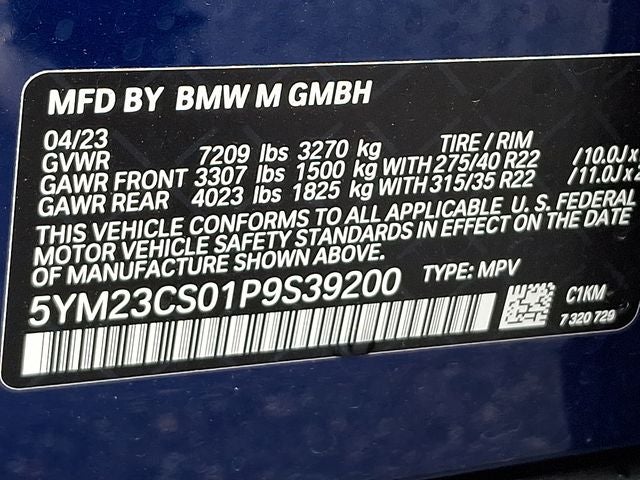 MFD BY BMW M GMBH
04/23 TIRE / RIM
GVWR 7209 lbs 3270 kg
GAWR FRONT 3307 lbs 1500 kg WITH 275/40 R22 /10.0J x
GAWR REAR 4023 lbs 1825 kg WITH 315/35 R22 /11.0J x 2
THIS VEHICLE CONFORMS TO ALL APPLICABLE U.S. FEDERAL
MOTOR VEHICLE SAFETY STANDARDS IN EFFECT ON THE DATE
OF MANUFACTURE SHOWN ABOVE.
5YM23CS01P9S39200 TYPE: MPV
C1KM
7 320 729